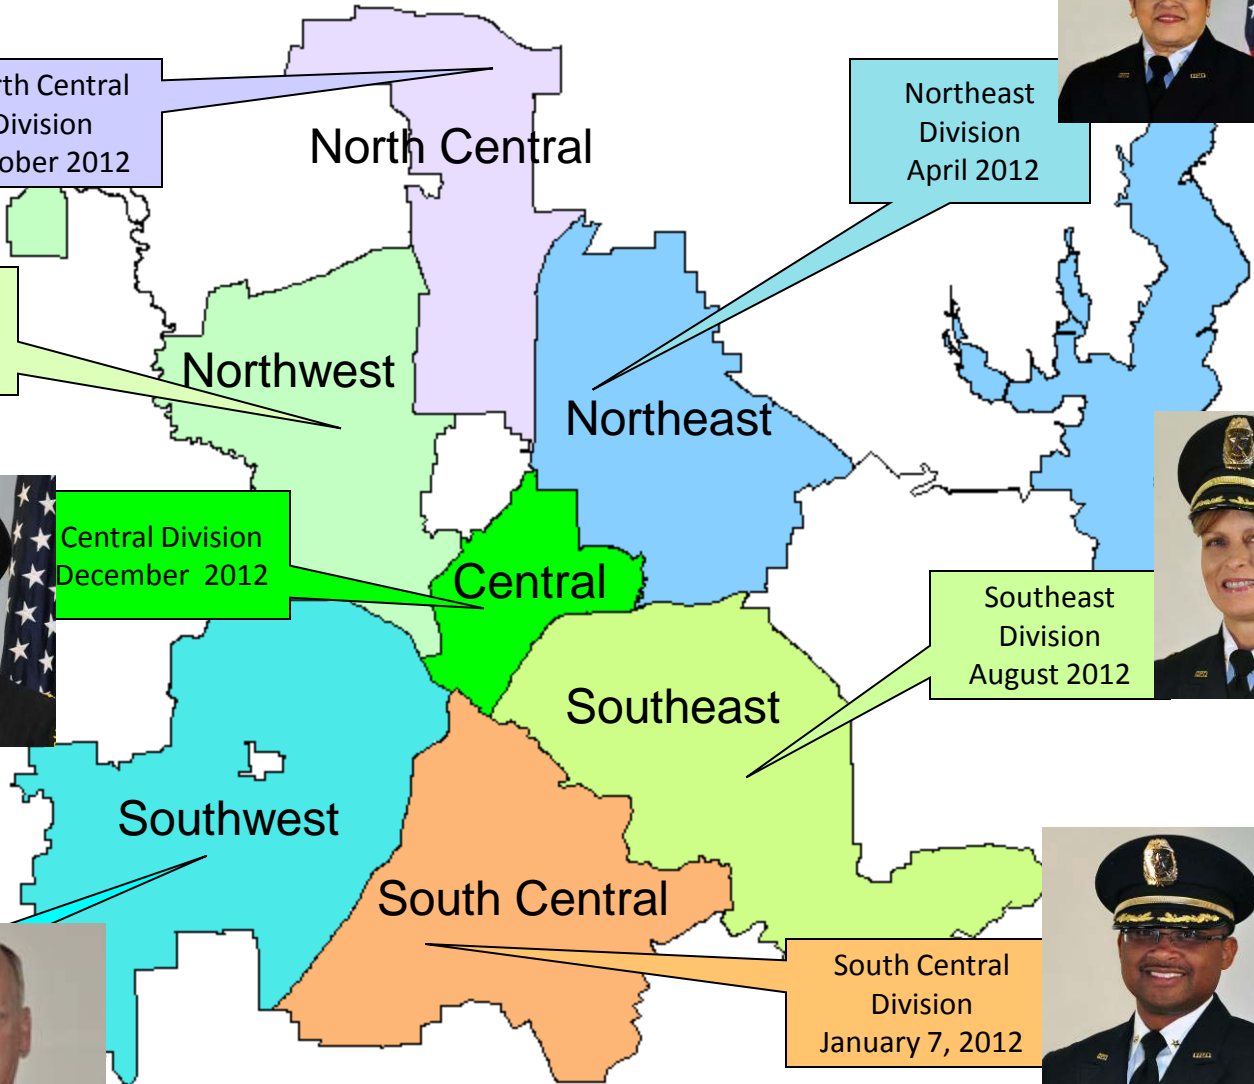 rth Central
Division
ober 2012
North Central
Northeast
Division
April 2012
Northwest
Northeast
Central Division
December 2012
Central
Southeast
Division
August 2012
Southeast
Southwest
South Central
South Central
Division
January 7, 2012